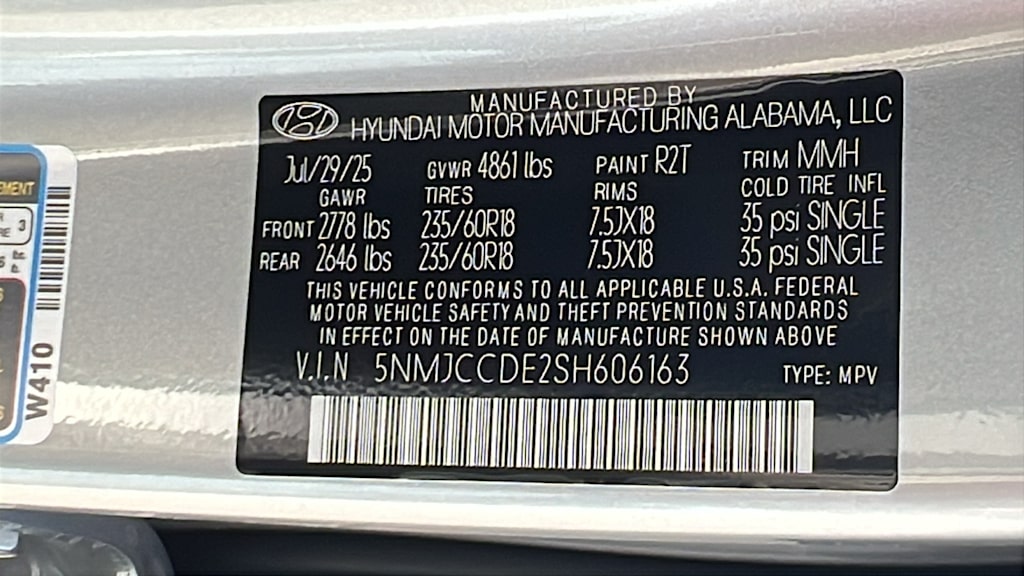 MANUFACTURED BY
HYUNDAI MOTOR MANUFACTURING ALABAMA, LLC
Jul/29/25 GVWR 4861 lbs PAINT R2T TRIM MMH
GAWR TIRES RIMS COLD TIRE INFL
FRONT 2778 lbs 235/60R18 7.5JX18 35 psi SINGLE
REAR 2646 lbs 235/60R18 7.5JX18 35 psi SINGLE
THIS VEHICLE CONFORMS TO ALL APPLICABLE U.S.A. FEDERAL
MOTOR VEHICLE SAFETY AND THEFT PREVENTION STANDARDS
IN EFFECT ON THE DATE OF MANUFACTURE SHOWN ABOVE
V.I.N 5NMJCCDE2SH606163 TYPE: MPV
W410
3